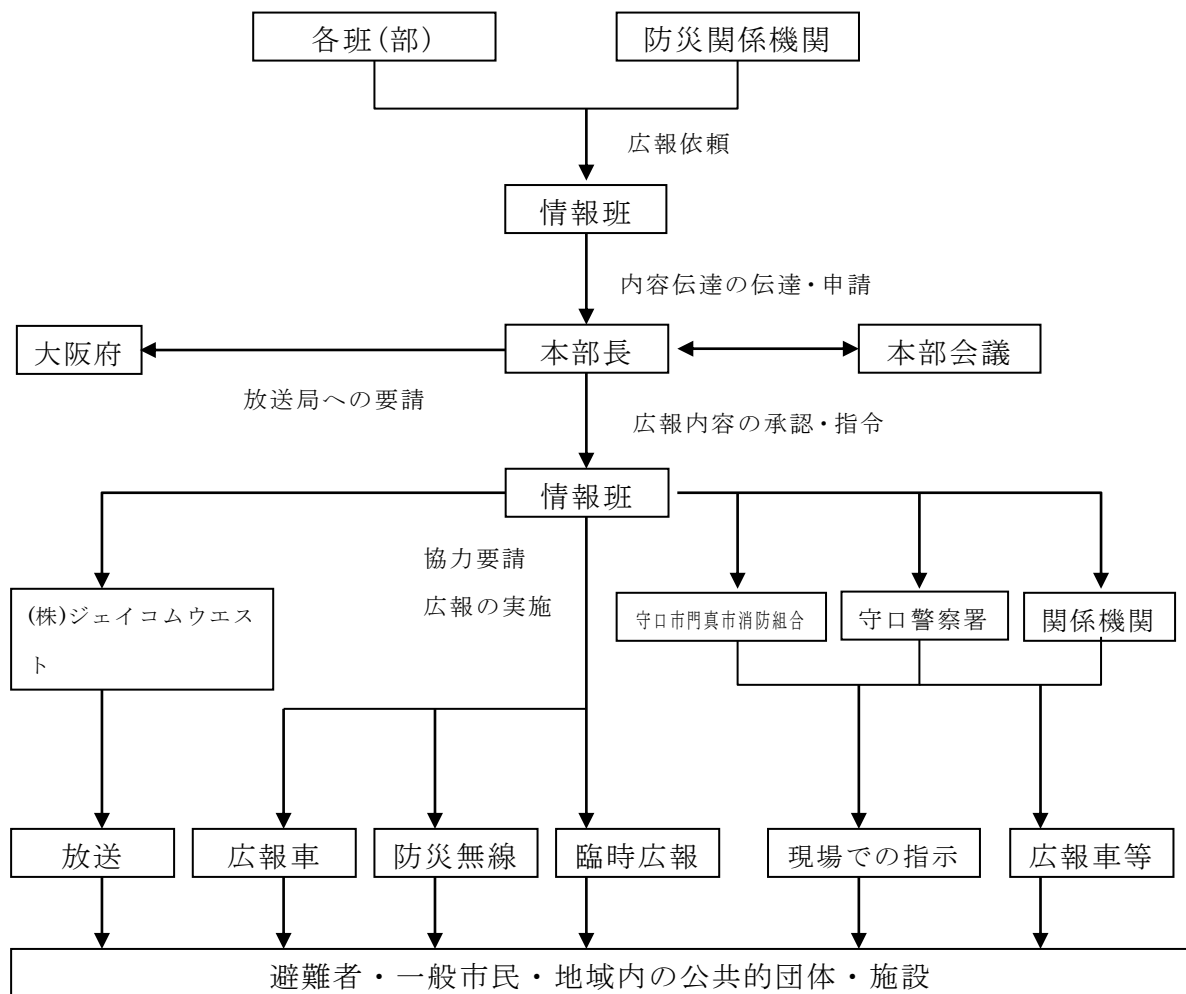 各班(部)
防災関係機関
広報依頼
情報班
内容伝達の伝達・申請
大阪府
本部長
本部会議
放送局への要請
広報内容の承認・指令
情報班
協力要請
広報の実施
(株)ジェイコムウエス
ト
守口市門真市消防組合
守口警察署
関係機関
放送
広報車
防災無線
臨時広報
現場での指示
広報車等
避難者・一般市民・地域内の公共的団体・施設